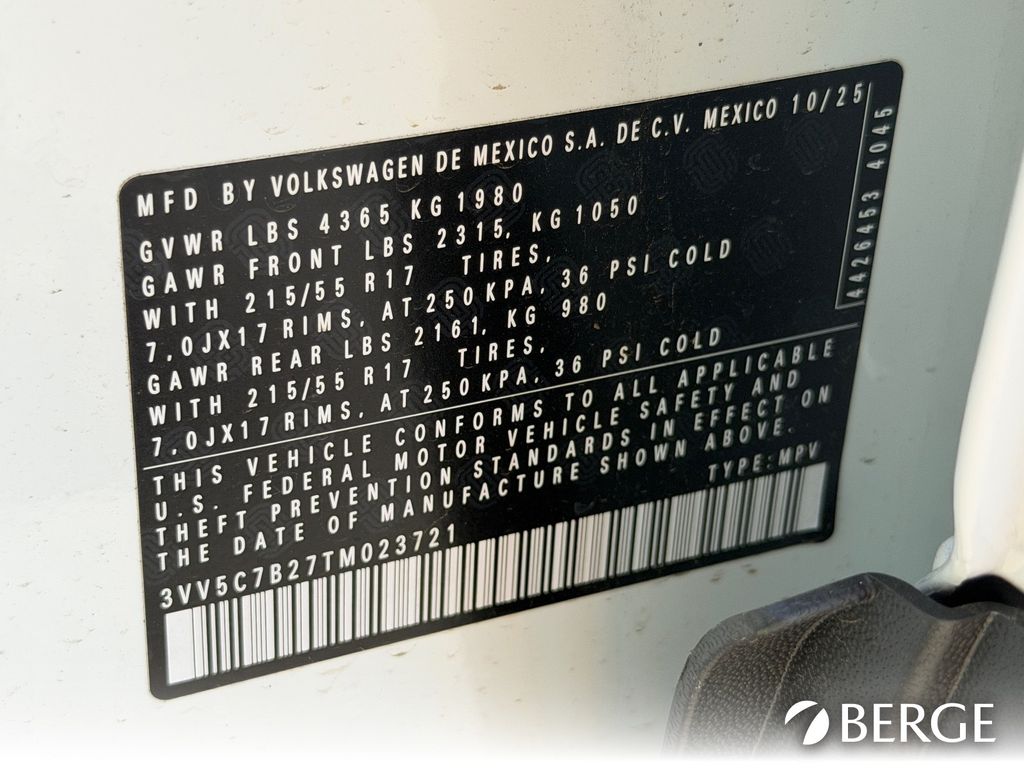 MFD BY VOLKSWAGEN DE MEXICO S.A. DE C.V. MEXICO 10/25
GVWR LBS 4365 KG 1980
GAWR FRONT LBS 2315, KG 1050
WITH 215/55 R17 TIRES,
7,0JX17 RIMS, AT 250 KPA, 36 PSI COLD
GAWR REAR LBS 2161, KG 980
WITH 215/55 R17 TIRES,
7,0JX17 RIMS, AT 250 KPA, 36 PSI COLD
THIS VEHICLE CONFORMS TO ALL APPLICABLE
U.S. FEDERAL MOTOR VEHICLE SAFETY AND
THEFT PREVENTION STANDARDS IN EFFECT ON
THE DATE OF MANUFACTURE SHOWN ABOVE.
TYPE: MPV
3VV5C7B27TM023721
4426453 4045
BERGE